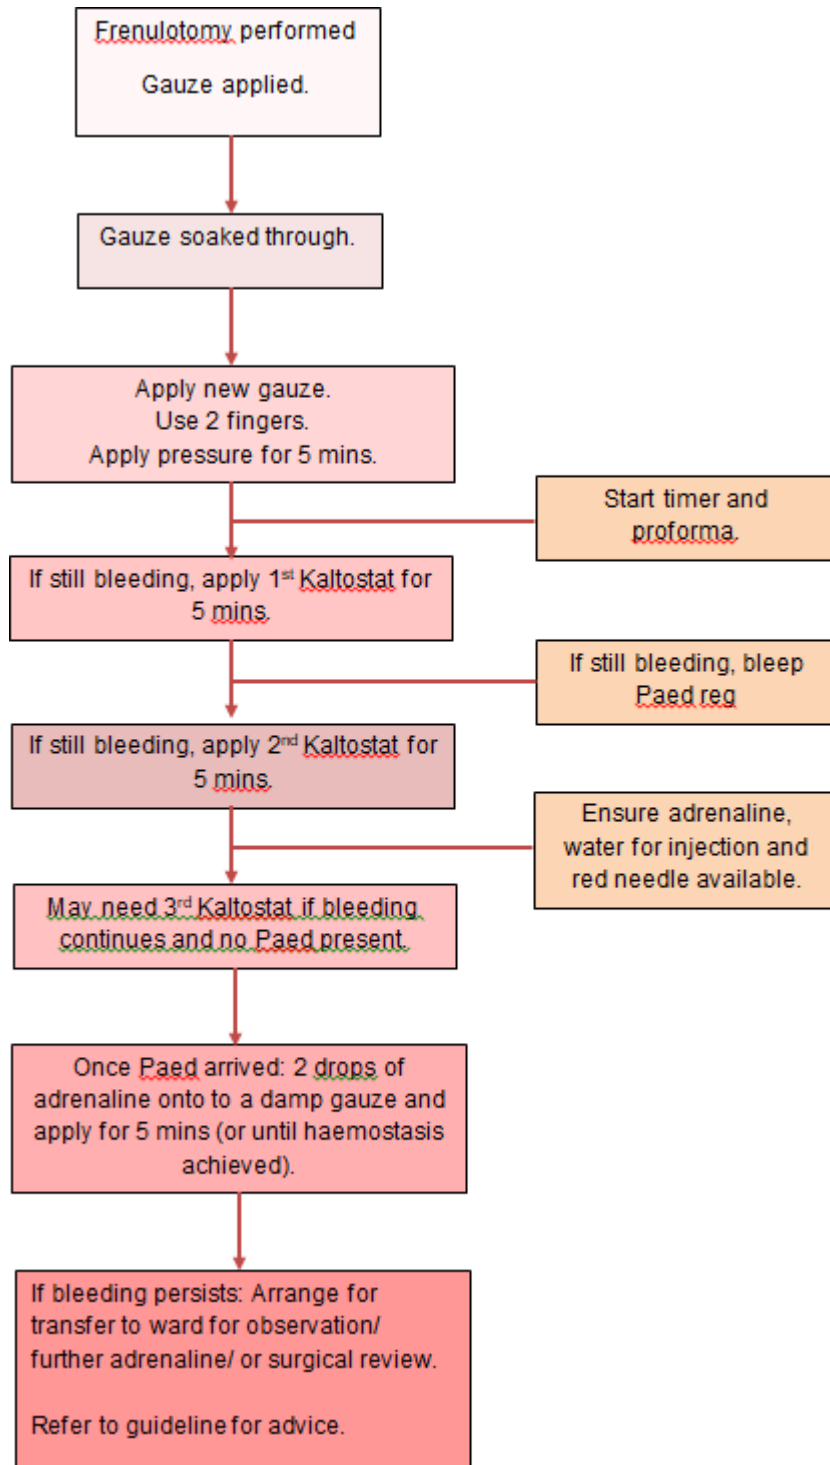 Frenulotomy performed
Gauze applied.
Gauze soaked through.
Apply new gauze.
Use 2 fingers.
Apply pressure for 5 mins.
Start timer and
proforma.
If still bleeding, apply 1st Kaltostat for
5 mins.
If still bleeding, bleep
Paed reg
If still bleeding, apply 2nd Kaltostat for
5 mins.
Ensure adrenaline,
water for injection and
red needle available.
May need 3rd Kaltostat if bleeding
continues and no Paed present.
Once Paed arrived: 2 drops of
adrenaline onto to a damp gauze and
apply for 5 mins (or until haemostasis
achieved).
If bleeding persists: Arrange for
transfer to ward for observation/
further adrenaline/ or surgical review.
Refer to guideline for advice.